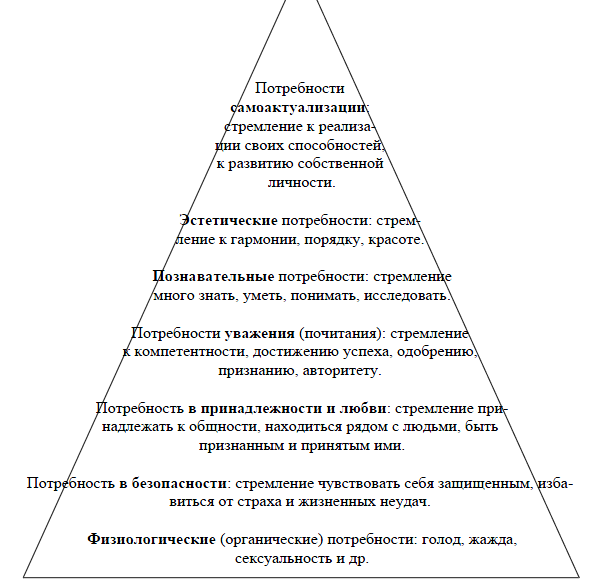 Потребности
самоактуализации:
стремление к реализа-
ции своих способностей,
к развитию собственной
личности.
Эстетические потребности: стрем-
ление к гармонии, порядку, красоте.
Познавательные потребности: стремление
много знать, уметь, понимать, исследовать.
Потребности уважения (почитания): стремление
к компетентности, достижению успеха, одобрению,
признанию, авторитету.
Потребность в принадлежности и любви: стремление при-
надлежать к общности, находиться рядом с людьми, быть
признанным и принятым ими.
Потребность в безопасности: стремление чувствовать себя защищенным, изба-
виться от страха и жизненных неудач.
Физиологические (органические) потребности: голод, жажда,
сексуальность и др.